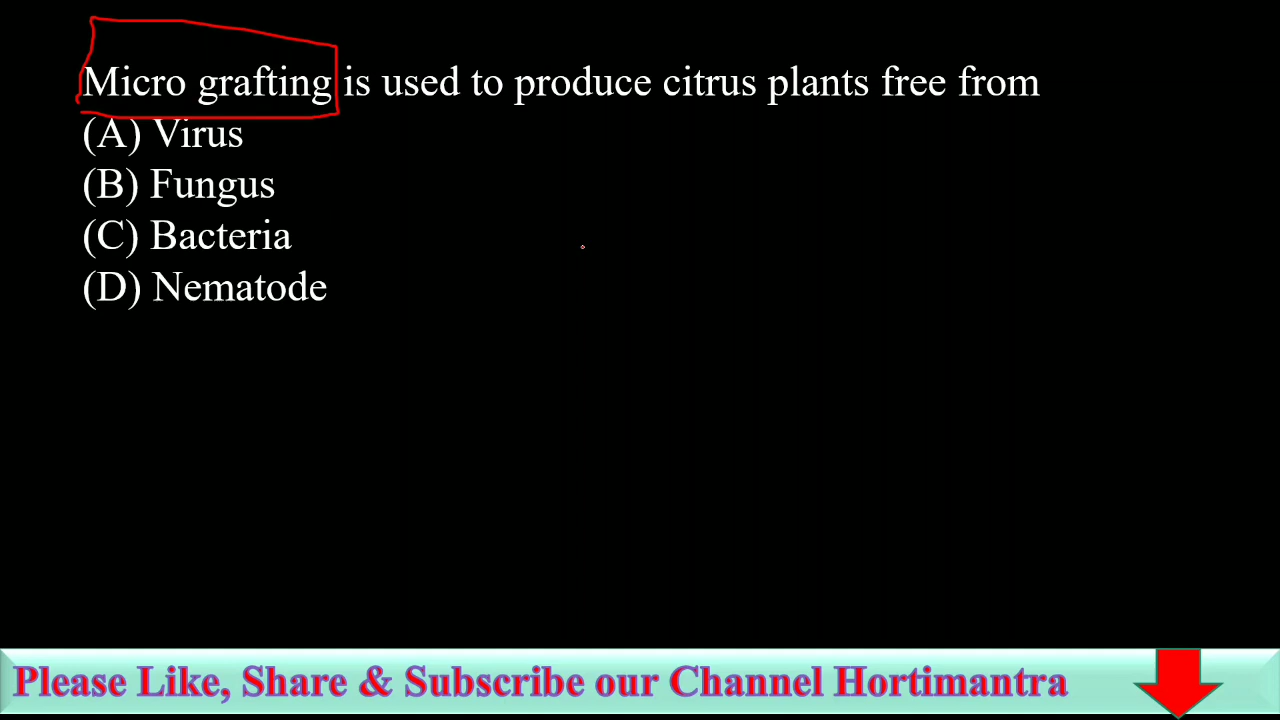 Micro grafting is used to produce citrus plants free from
(A) Virus
(B) Fungus
(C) Bacteria
(D) Nematode
Please Like, Share & Subscribe our Channel Hortimantra